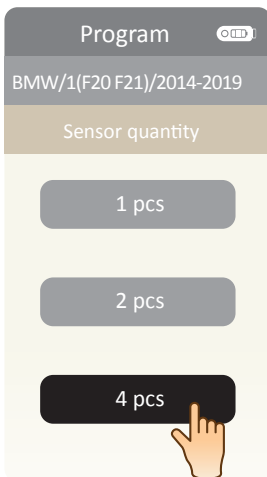 Program
BMW/1(F20 F21)/2014-2019
Sensor quantity
1 pcs
2 pcs
4 pcs